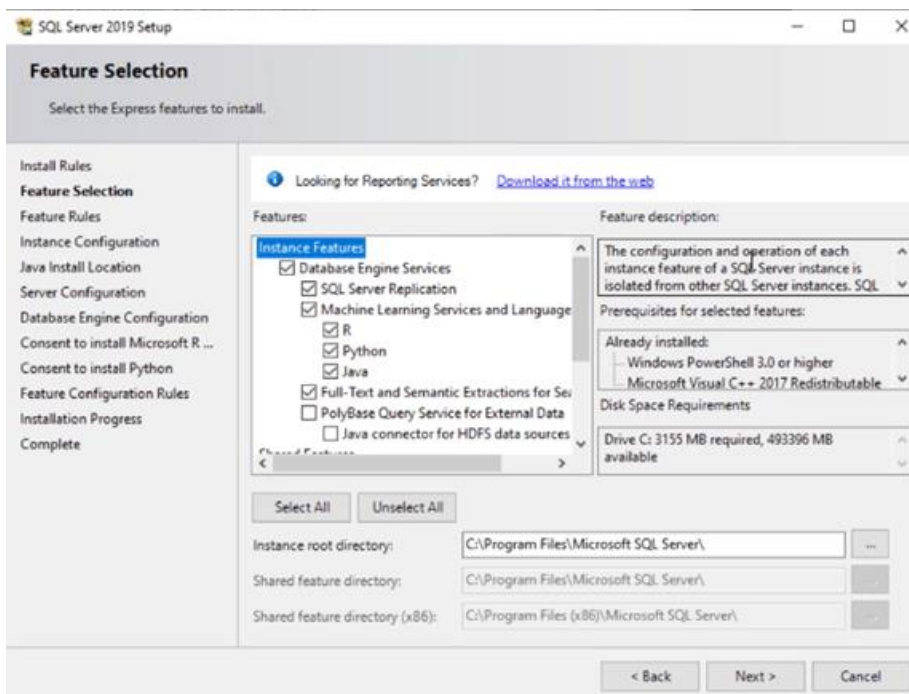 SQL Server 2019 Setup
Feature Selection
Select the Express features to install.
Install Rules
Feature Selection
Feature Rules
Instance Configuration
Java Install Location
Server Configuration
Database Engine Configuration
Consent to install Microsoft R ...
Consent to install Python
Feature Configuration Rules
Installation Progress
Complete
Looking for Reporting Services? Download it from the web
Features:
Instance Features
Database Engine Services
SQL Server Replication
Machine Learning Services and Language
R
Python
Java
Full-Text and Semantic Extractions for Sea
PolyBase Query Service for External Data
Java connector for HDFS data sources
Shared Features
Feature description:
The configuration and operation of each
instance feature of a SQL Server instance is
isolated from other SQL Server instances. SQL
Prerequisites for selected features:
Already installed:
Windows PowerShell 3.0 or higher
Microsoft Visual C++ 2017 Redistributable
Disk Space Requirements
Drive C: 3155 MB required, 493396 MB
available
Select All
Unselect All
Instance root directory:
C:\Program Files\Microsoft SQL Server\
...
Shared feature directory:
C:\Program Files\Microsoft SQL Server\
...
Shared feature directory (x86):
C:\Program Files (x86)\Microsoft SQL Server\
...
< Back
Next >
Cancel